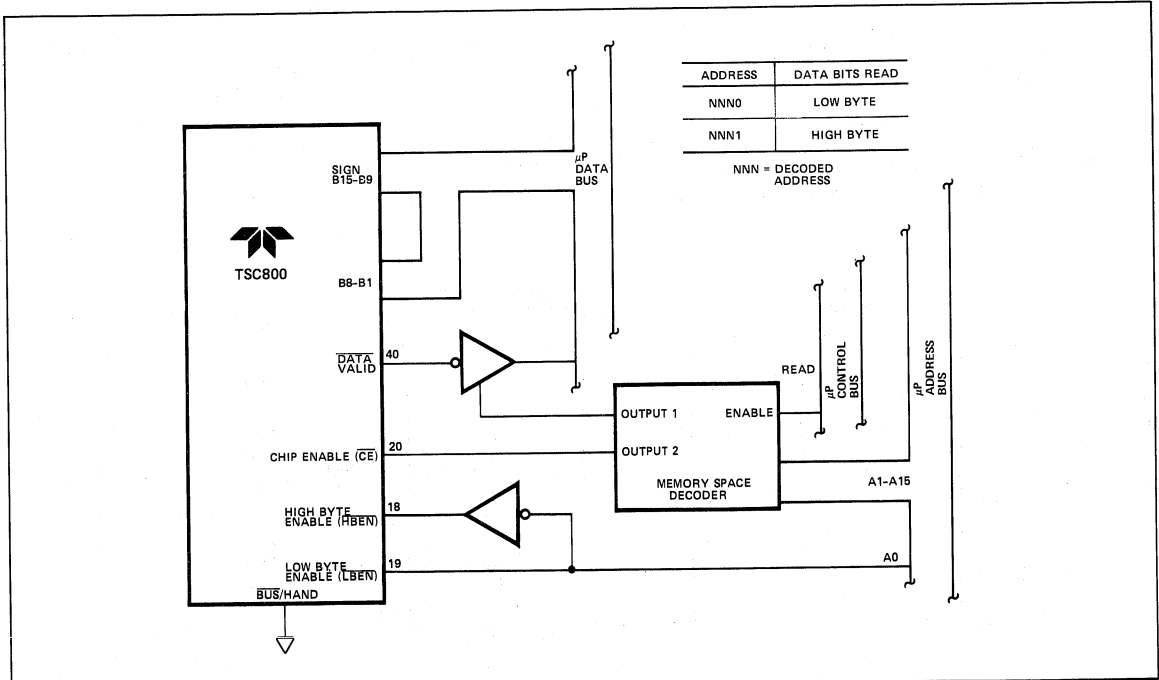 ADDRESS DATA BITS READ
NNN0 LOW BYTE
NNN1 HIGH BYTE
NNN = DECODED
ADDRESS
SIGN
B15–B9
TSC800
B8–B1
DATA
VALID
40
CHIP ENABLE (CE)
20
HIGH BYTE
ENABLE (HBEN)
18
LOW BYTE
ENABLE (LBEN)
19
BUS/HAND
µP
DATA
BUS
OUTPUT 1
ENABLE
OUTPUT 2
MEMORY SPACE
DECODER
READ
µP
CONTROL
BUS
µP
ADDRESS
BUS
A1–A15
A0